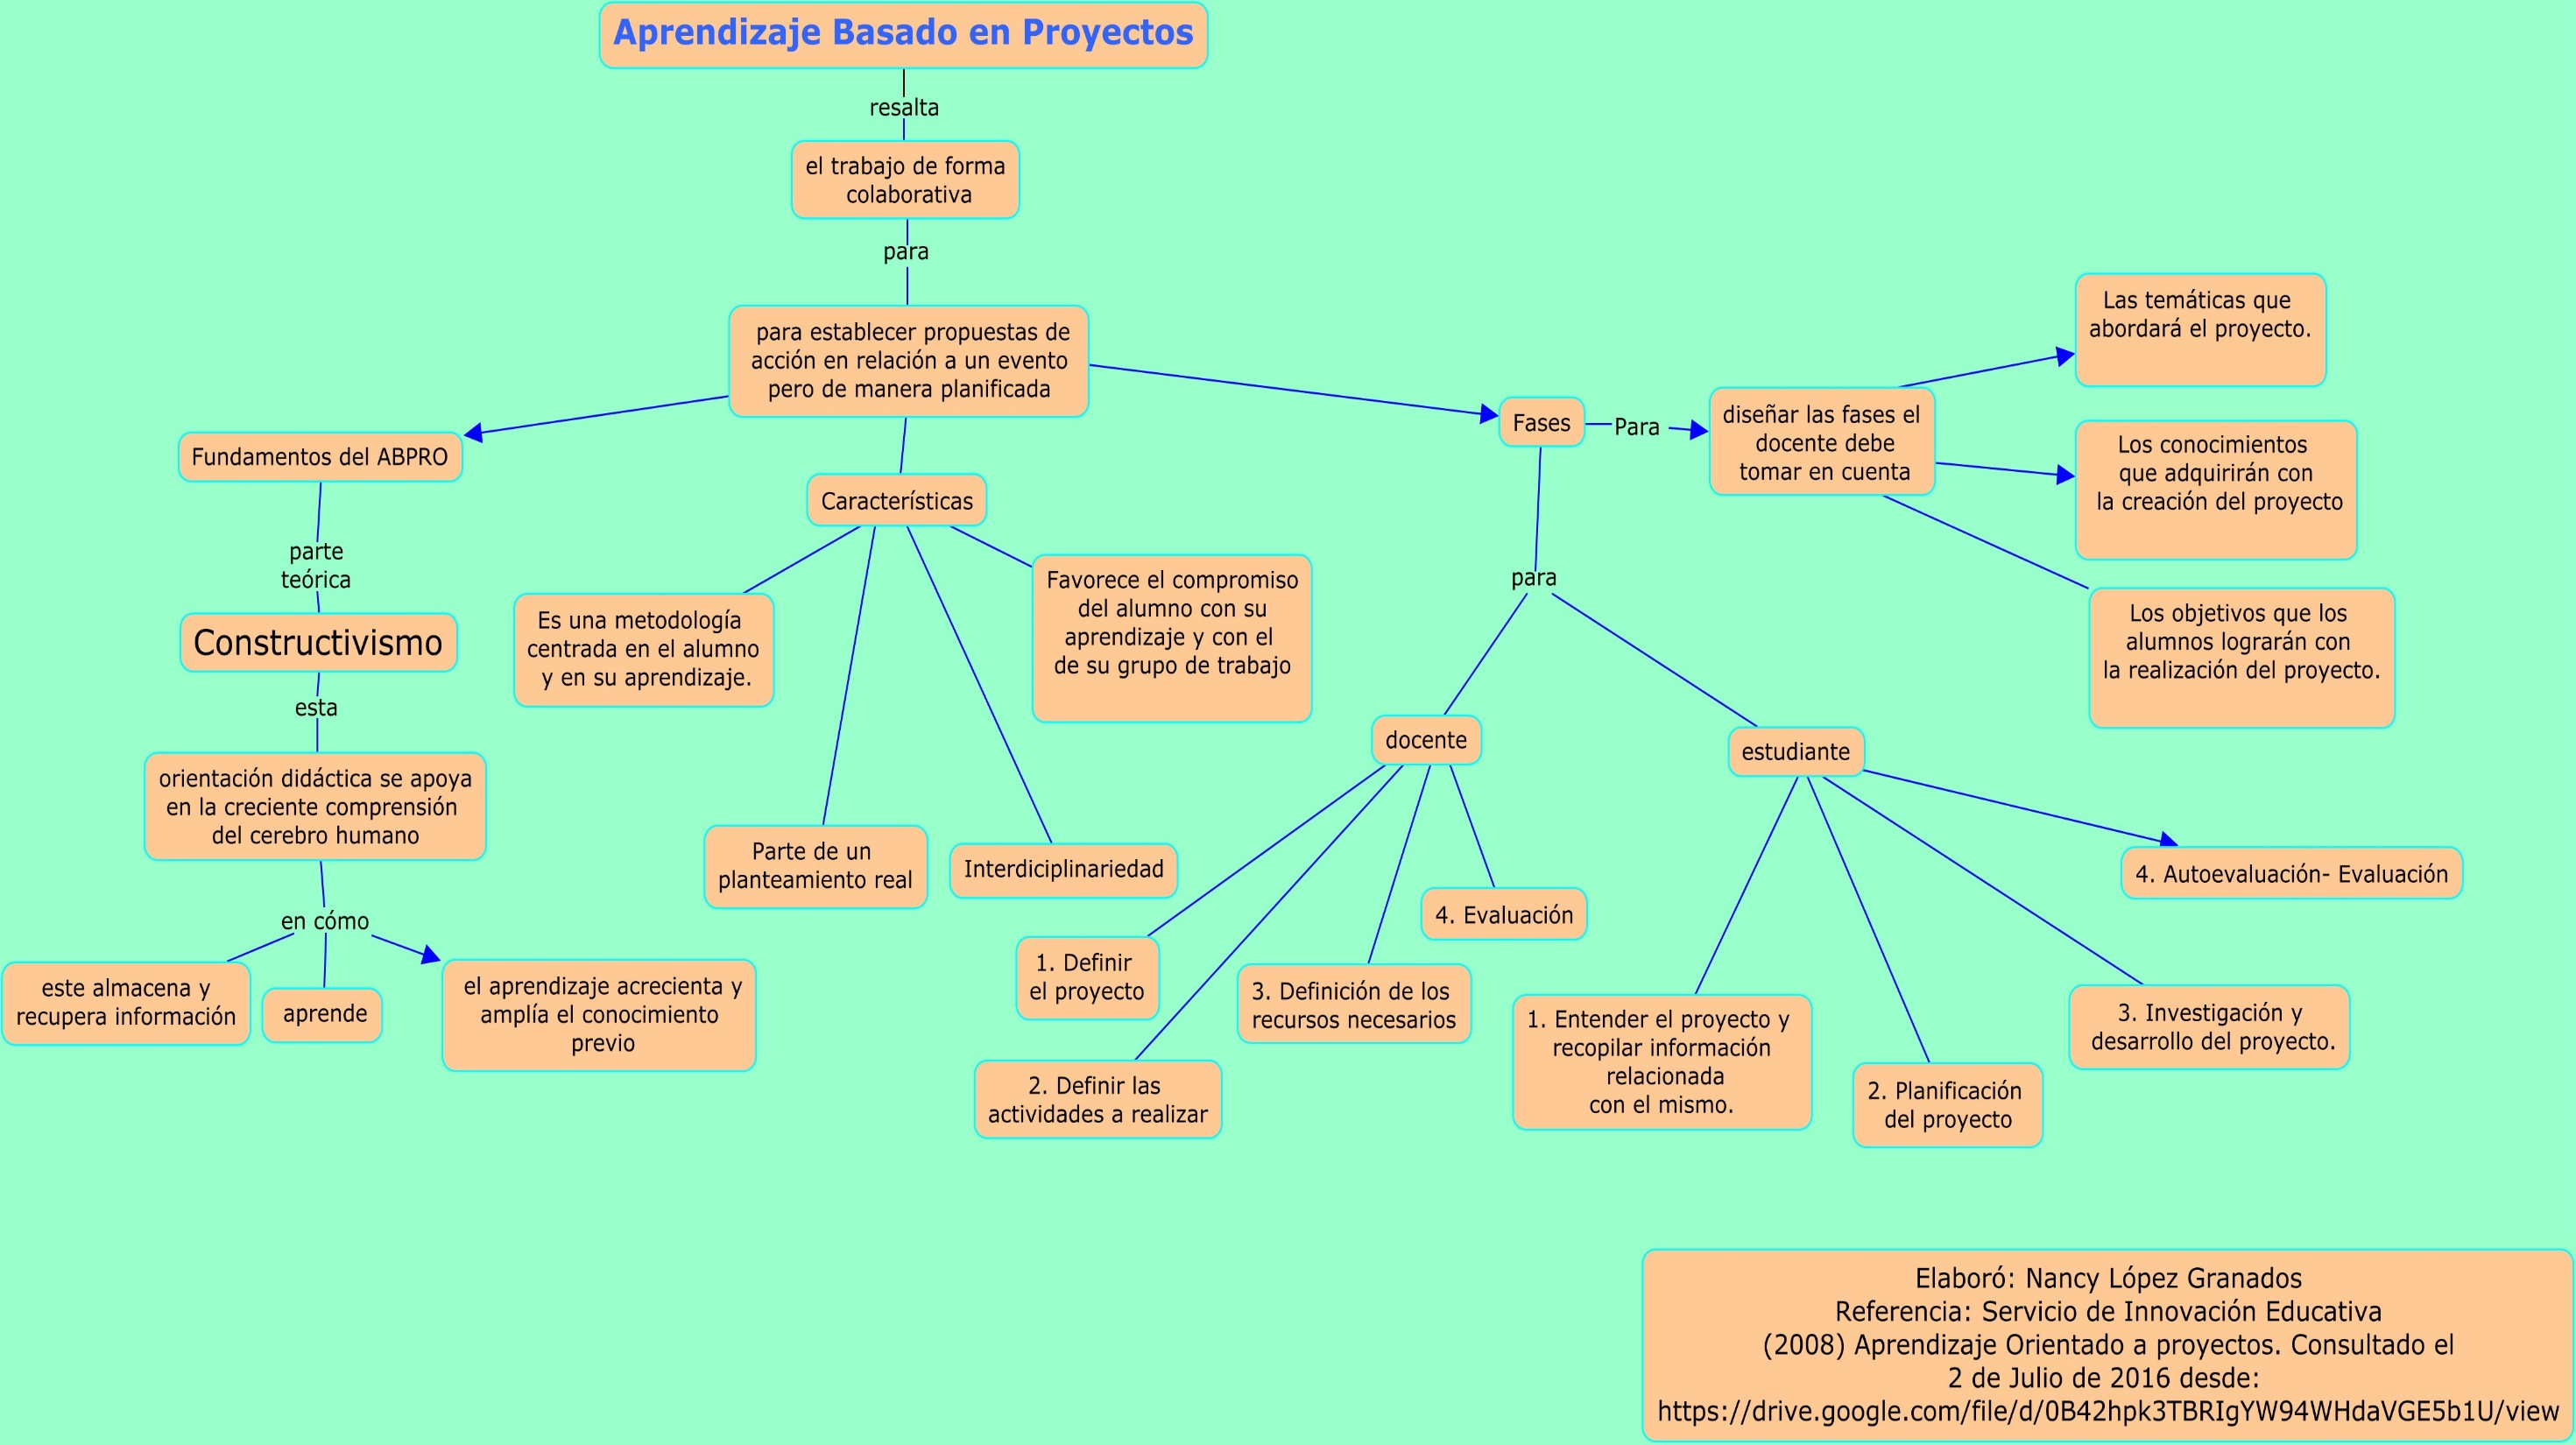 Aprendizaje Basado en Proyectos
resalta
el trabajo de forma
colaborativa
para
para establecer propuestas de
acción en relación a un evento
pero de manera planificada
Fundamentos del ABPRO
parte
teórica
Constructivismo
esta
orientación didáctica se apoya
en la creciente comprensión
del cerebro humano
en cómo
este almacena y
recupera información
aprende
el aprendizaje acrecienta y
amplía el conocimiento
previo
Característicias
Es una metodología
centrada en el alumno
y en su aprendizaje.
Parte de un
planteamiento real
Interdiciplinariedad
Favorece el compromiso
del alumno con su
aprendizaje y con el
de su grupo de trabajo
Fases
Para
diseñar las fases el
docente debe
tomar en cuenta
Las temáticas que
abordará el proyecto.
Los conocimientos
que adquirirán con
la creación del proyecto
Los objetivos que los
alumnos lograrán con
la realización del proyecto.
para
docente
1. Definir
el proyecto
2. Definir las
actividades a realizar
3. Definición de los
recursos necesarios
4. Evaluación
estudiante
1. Entender el proyecto y
recopilar información
relacionada
con el mismo.
2. Planificación
del proyecto
3. Investigación y
desarrollo del proyecto.
4. Autoevaluación- Evaluación
Elaboró: Nancy López Granados
Referencia: Servicio de Innovación Educativa
(2008) Aprendizaje Orientado a proyectos. Consultado el
2 de Julio de 2016 desde:
https://drive.google.com/file/d/0B42hpk3TBRIgYW94WHdaVGE5b1U/view